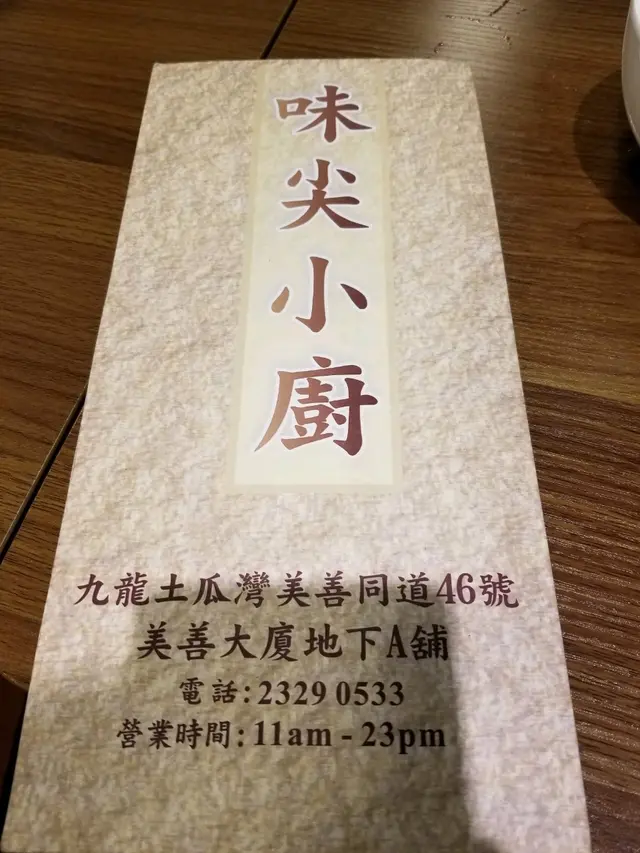 味尖小廚
九龍土瓜灣美善同道46號
美善大廈地下A舖
電話:2329 0533
營業時間:11am - 23pm